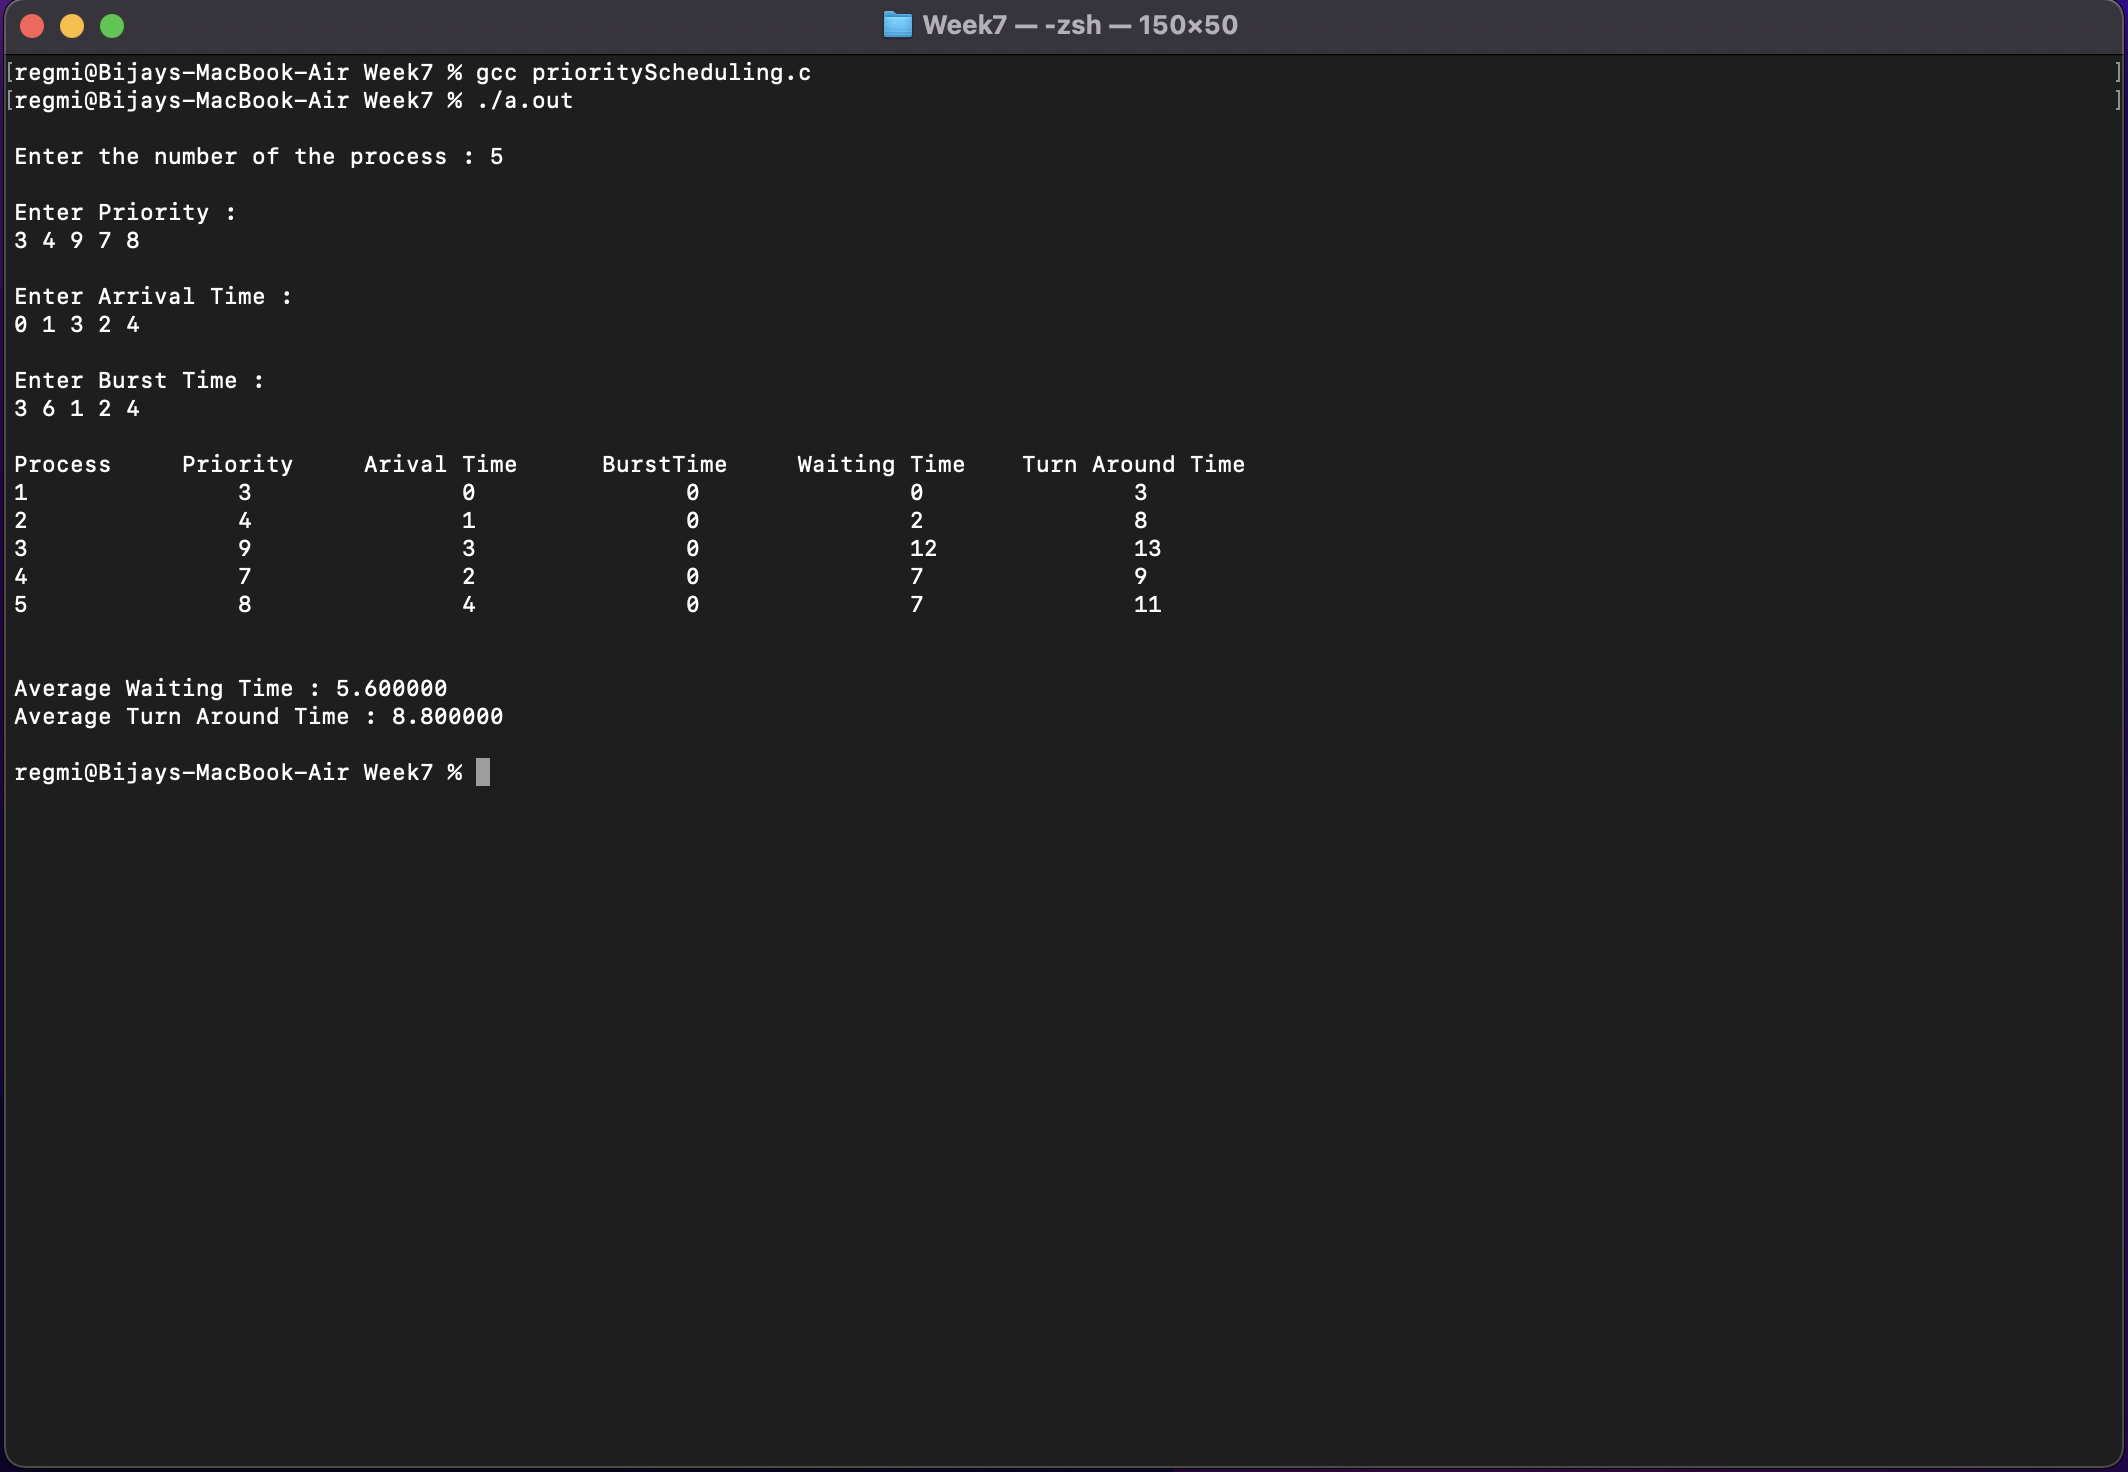 Week7 — -zsh — 150×50
[regmi@Bijays-MacBook-Air Week7 % gcc priorityScheduling.c ]
[regmi@Bijays-MacBook-Air Week7 % ./a.out ]
Enter the number of the process : 5
Enter Priority :
3 4 9 7 8
Enter Arrival Time :
0 1 3 2 4
Enter Burst Time :
3 6 1 2 4
Process Priority Arival Time BurstTime Waiting Time Turn Around Time
1 3 0 0 0 3
2 4 1 0 2 8
3 9 3 0 12 13
4 7 2 0 7 9
5 8 4 0 7 11
Average Waiting Time : 5.600000
Average Turn Around Time : 8.800000
regmi@Bijays-MacBook-Air Week7 %